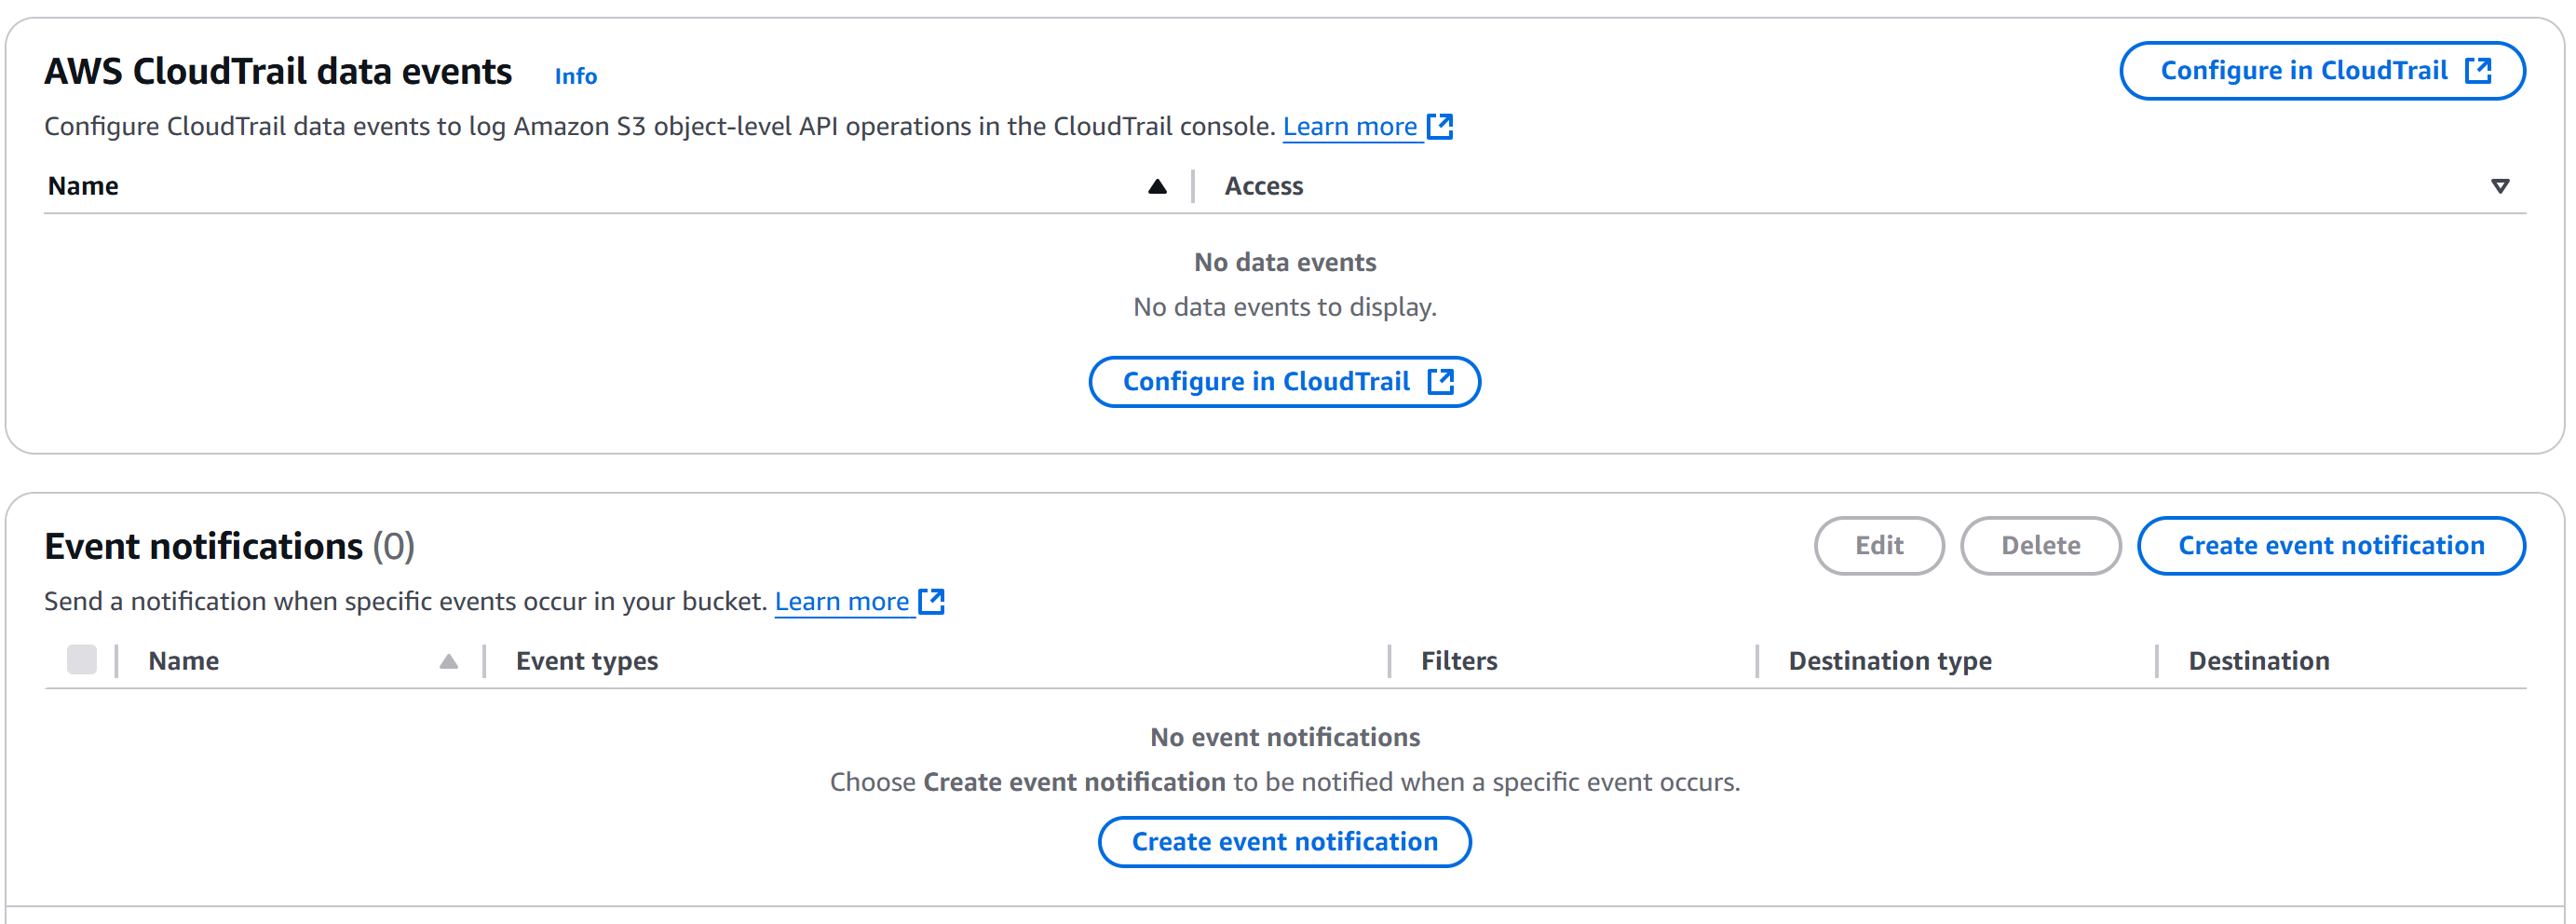 AWS CloudTrail data events Info
Configure in CloudTrail
Configure CloudTrail data events to log Amazon S3 object-level API operations in the CloudTrail console. Learn more
Name Access
No data events
No data events to display.
Configure in CloudTrail
Event notifications (0)
Edit Delete Create event notification
Send a notification when specific events occur in your bucket. Learn more
Name Event types Filters Destination type Destination
No event notifications
Choose Create event notification to be notified when a specific event occurs.
Create event notification